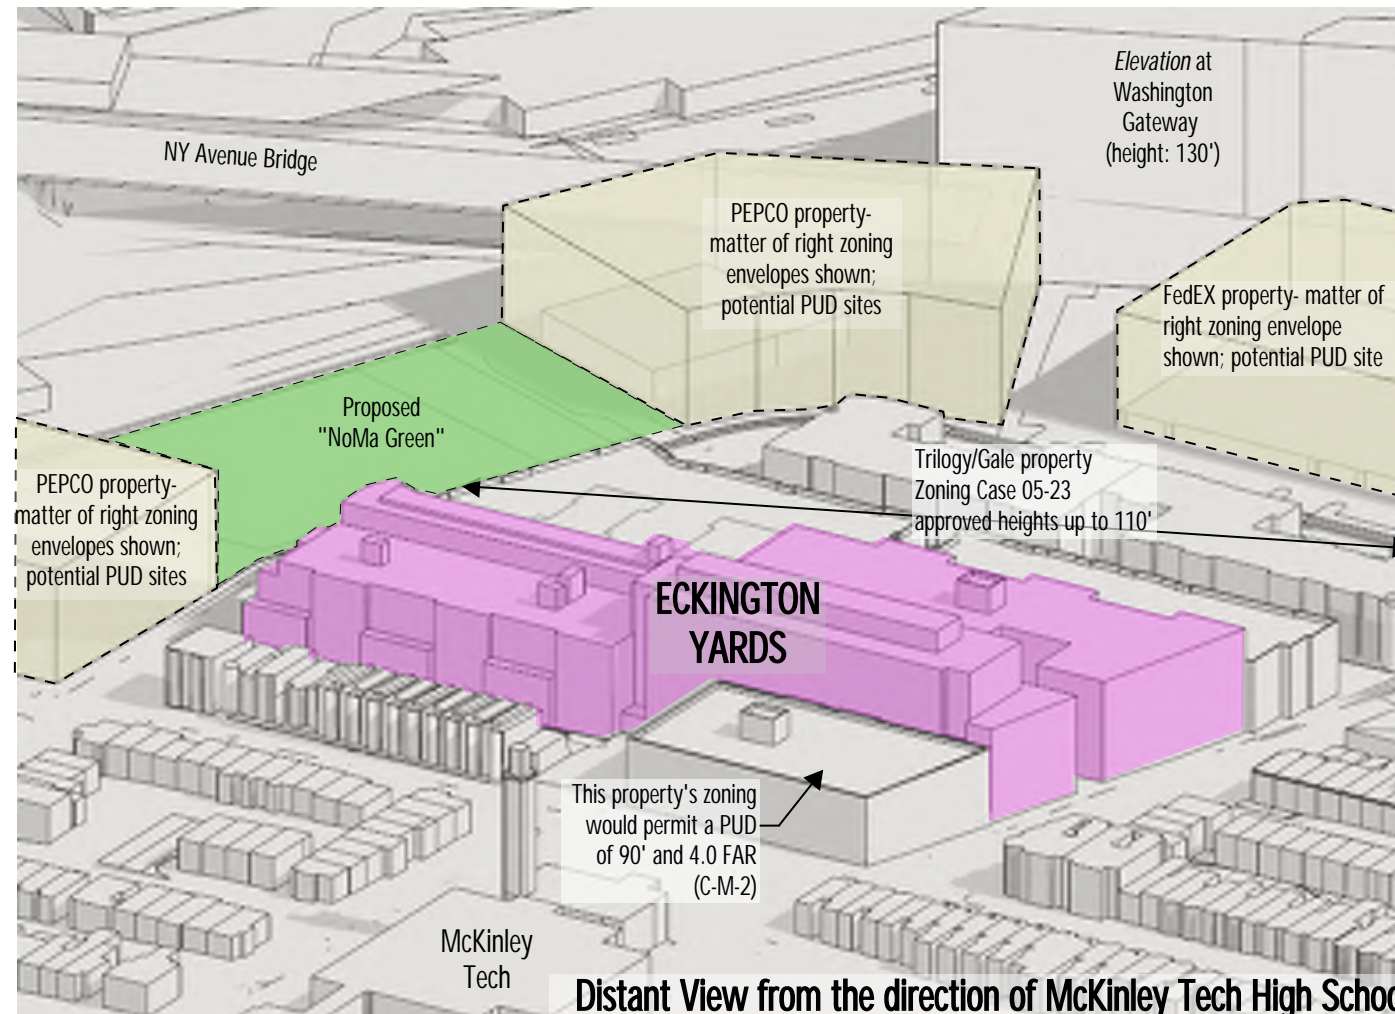 Elevation at
Washington
Gateway
(height: 130')
NY Avenue Bridge
PEPCO property-
matter of right zoning
envelopes shown;
potential PUD sites
FedEX property- matter of
right zoning envelope
shown; potential PUD site
Proposed
"NoMa Green"
PEPCO property-
matter of right zoning
envelopes shown;
potential PUD sites
Trilogy/Gale property
Zoning Case 05-23
approved heights up to 110'
ECKINGTON
YARDS
This property's zoning
would permit a PUD
of 90' and 4.0 FAR
(C-M-2)
McKinley
Tech
Distant View from the direction of McKinley Tech High Schoo